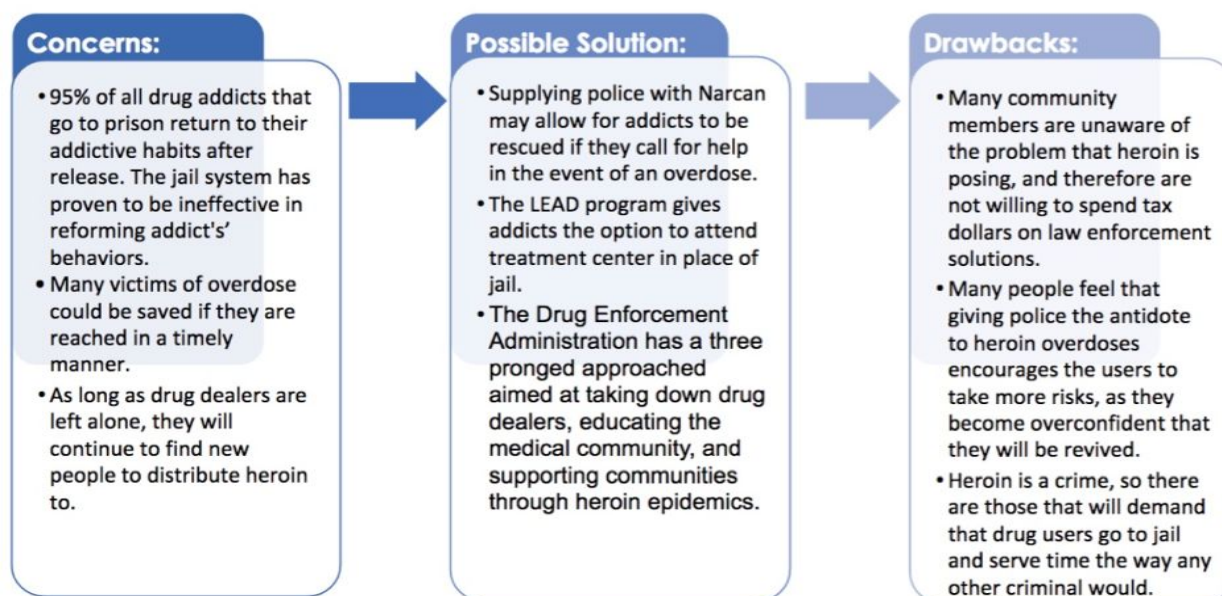 Concerns:
• 95% of all drug addicts that
go to prison return to their
addictive habits after
release. The jail system has
proven to be ineffective in
reforming addict's'
behaviors.
• Many victims of overdose
could be saved if they are
reached in a timely
manner.
• As long as drug dealers are
left alone, they will
continue to find new
people to distribute heroin
to.
Possible Solution:
• Supplying police with Narcan
may allow for addicts to be
rescued if they call for help
in the event of an overdose.
• The LEAD program gives
addicts the option to attend
treatment center in place of
jail.
• The Drug Enforcement
Administration has a three
pronged approached
aimed at taking down drug
dealers, educating the
medical community, and
supporting communities
through heroin epidemics.
Drawbacks:
• Many community
members are unaware of
the problem that heroin is
posing, and therefore are
not willing to spend tax
dollars on law enforcement
solutions.
• Many people feel that
giving police the antidote
to heroin overdoses
encourages the users to
take more risks, as they
become overconfident that
they will be revived.
• Heroin is a crime, so there
are those that will demand
that drug users go to jail
and serve time the way any
other criminal would.